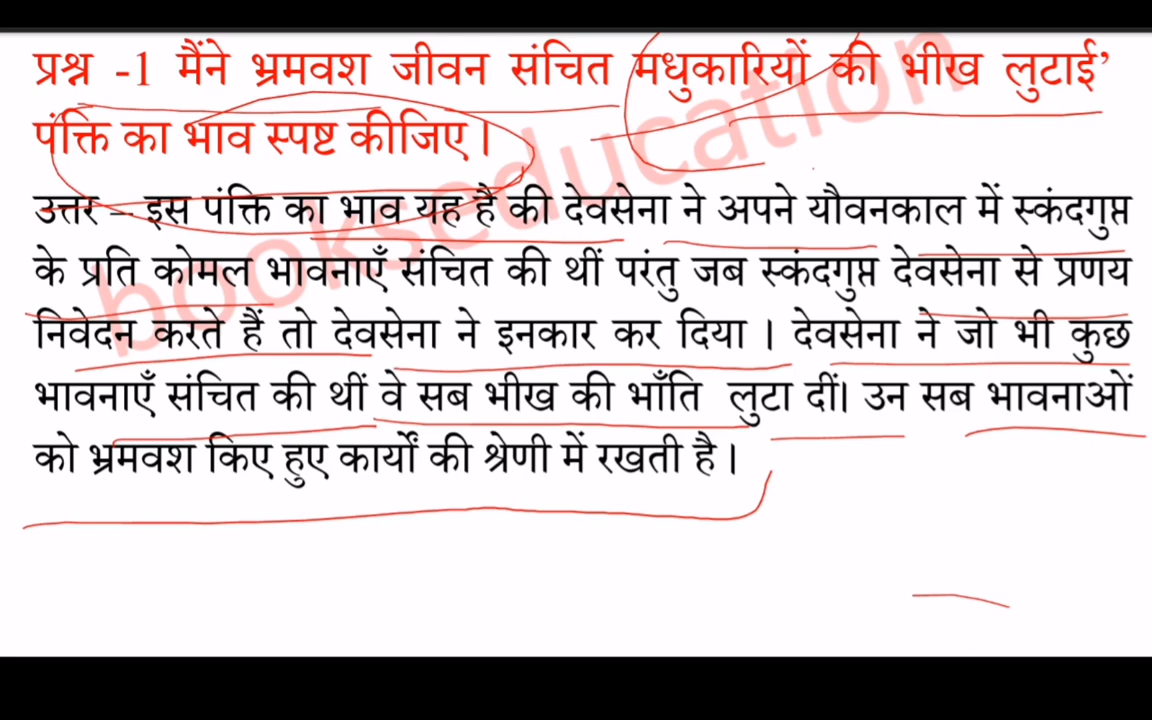 प्रश्न -1 मैंने भ्रमवश जीवन संचित मधुकारियों की भीख लुटाई’
पंक्ति का भाव स्पष्ट कीजिए।
उत्तर – इस पंक्ति का भाव यह है की देवसेना ने अपने यौवनकाल में स्कंदगुप्त
के प्रति कोमल भावनाएँ संचित की थीं परंतु जब स्कंदगुप्त देवसेना से प्रणय
निवेदन करते हैं तो देवसेना ने इनकार कर दिया । देवसेना ने जो भी कुछ
भावनाएँ संचित की थीं वे सब भीख की भाँति लुटा दीं। उन सब भावनाओं
को भ्रमवश किए हुए कार्यों की श्रेणी में रखती है ।
bookseducation